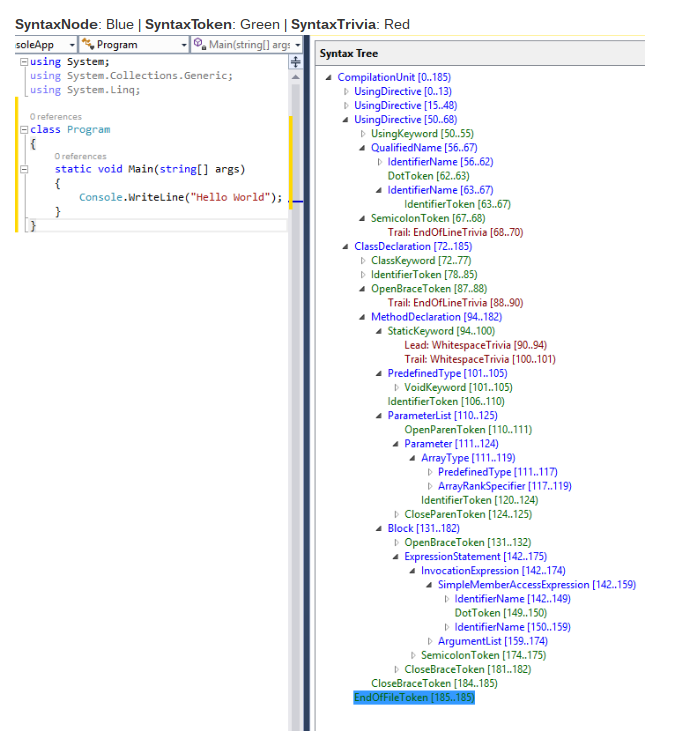 SyntaxNode: Blue | SyntaxToken: Green | SyntaxTrivia: Red
soleApp
Program
Main(string[] args
using System;
using System.Collections.Generic;
using System.Linq;
0 references
class Program
{
0 references
static void Main(string[] args)
{
Console.WriteLine("Hello World");
}
}
Syntax Tree
CompilationUnit [0..185]
UsingDirective [0..13]
UsingDirective [15..48]
UsingDirective [50..68]
UsingKeyword [50..55]
QualifiedName [56..67]
IdentifierName [56..62]
DotToken [62..63]
IdentifierName [63..67]
IdentifierToken [63..67]
SemicolonToken [67..68]
Trail: EndOfLineTrivia [68..70]
ClassDeclaration [72..185]
ClassKeyword [72..77]
IdentifierToken [78..85]
OpenBraceToken [87..88]
Trail: EndOfLineTrivia [88..90]
MethodDeclaration [94..182]
StaticKeyword [94..100]
Lead: WhitespaceTrivia [90..94]
Trail: WhitespaceTrivia [100..101]
PredefinedType [101..105]
VoidKeyword [101..105]
IdentifierToken [106..110]
ParameterList [110..125]
OpenParenToken [110..111]
Parameter [111..124]
ArrayType [111..119]
PredefinedType [111..117]
ArrayRankSpecifier [117..119]
IdentifierToken [120..124]
CloseParenToken [124..125]
Block [131..182]
OpenBraceToken [131..132]
ExpressionStatement [142..175]
InvocationExpression [142..174]
SimpleMemberAccessExpression [142..159]
IdentifierName [142..149]
DotToken [149..150]
IdentifierName [150..159]
ArgumentList [159..174]
SemicolonToken [174..175]
CloseBraceToken [181..182]
CloseBraceToken [184..185]
EndOfFileToken [185..185]